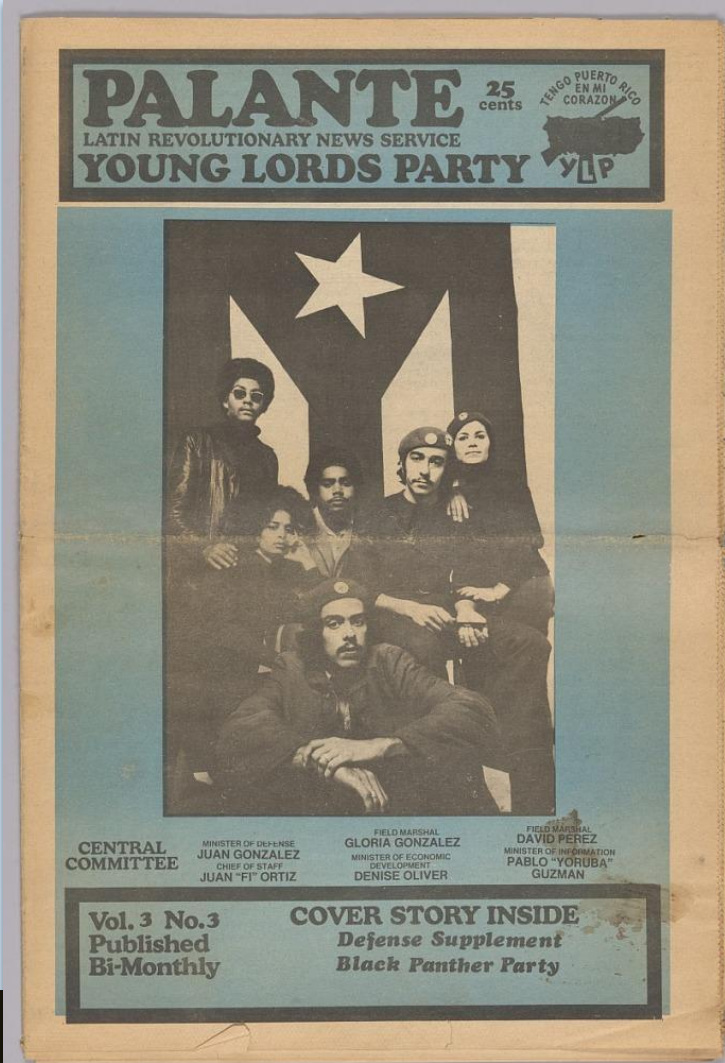 PALANTE
25
cents
TENGO PUERTO RICO
EN MI
CORAZON
YLP
LATIN REVOLUTIONARY NEWS SERVICE
YOUNG LORDS PARTY
CENTRAL
COMMITTEE
MINISTER OF DEFENSE
JUAN GONZALEZ
CHIEF OF STAFF
JUAN "FI" ORTIZ
FIELD MARSHAL
GLORIA GONZALEZ
MINISTER OF ECONOMIC
DEVELOPMENT
DENISE OLIVER
FIELD MARSHAL
DAVID PEREZ
MINISTER OF INFORMATION
PABLO "YORUBA"
GUZMAN
Vol. 3 No.3
Published
Bi-Monthly
COVER STORY INSIDE
Defense Supplement
Black Panther Party